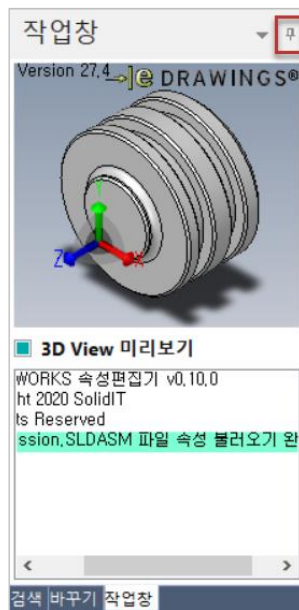 작업창
Version 27.4
e DRAWINGS®
Y
Z
X
3D View 미리보기
WORKS 속성편집기 v0.10.0
ht 2020 SolidIT
ts Reserved
ssion.SLDASM 파일 속성 불러오기 완
검색 바꾸기 작업창